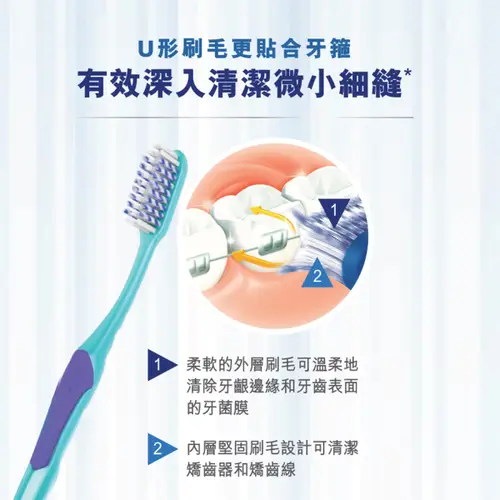 U形刷毛更貼合牙箍
有效深入清潔微小細縫*
1
2
1 柔軟的外層刷毛可溫柔地
清除牙齦邊緣和牙齒表面
的牙菌膜
2 內層堅固刷毛設計可清潔
矯齒器和矯齒線